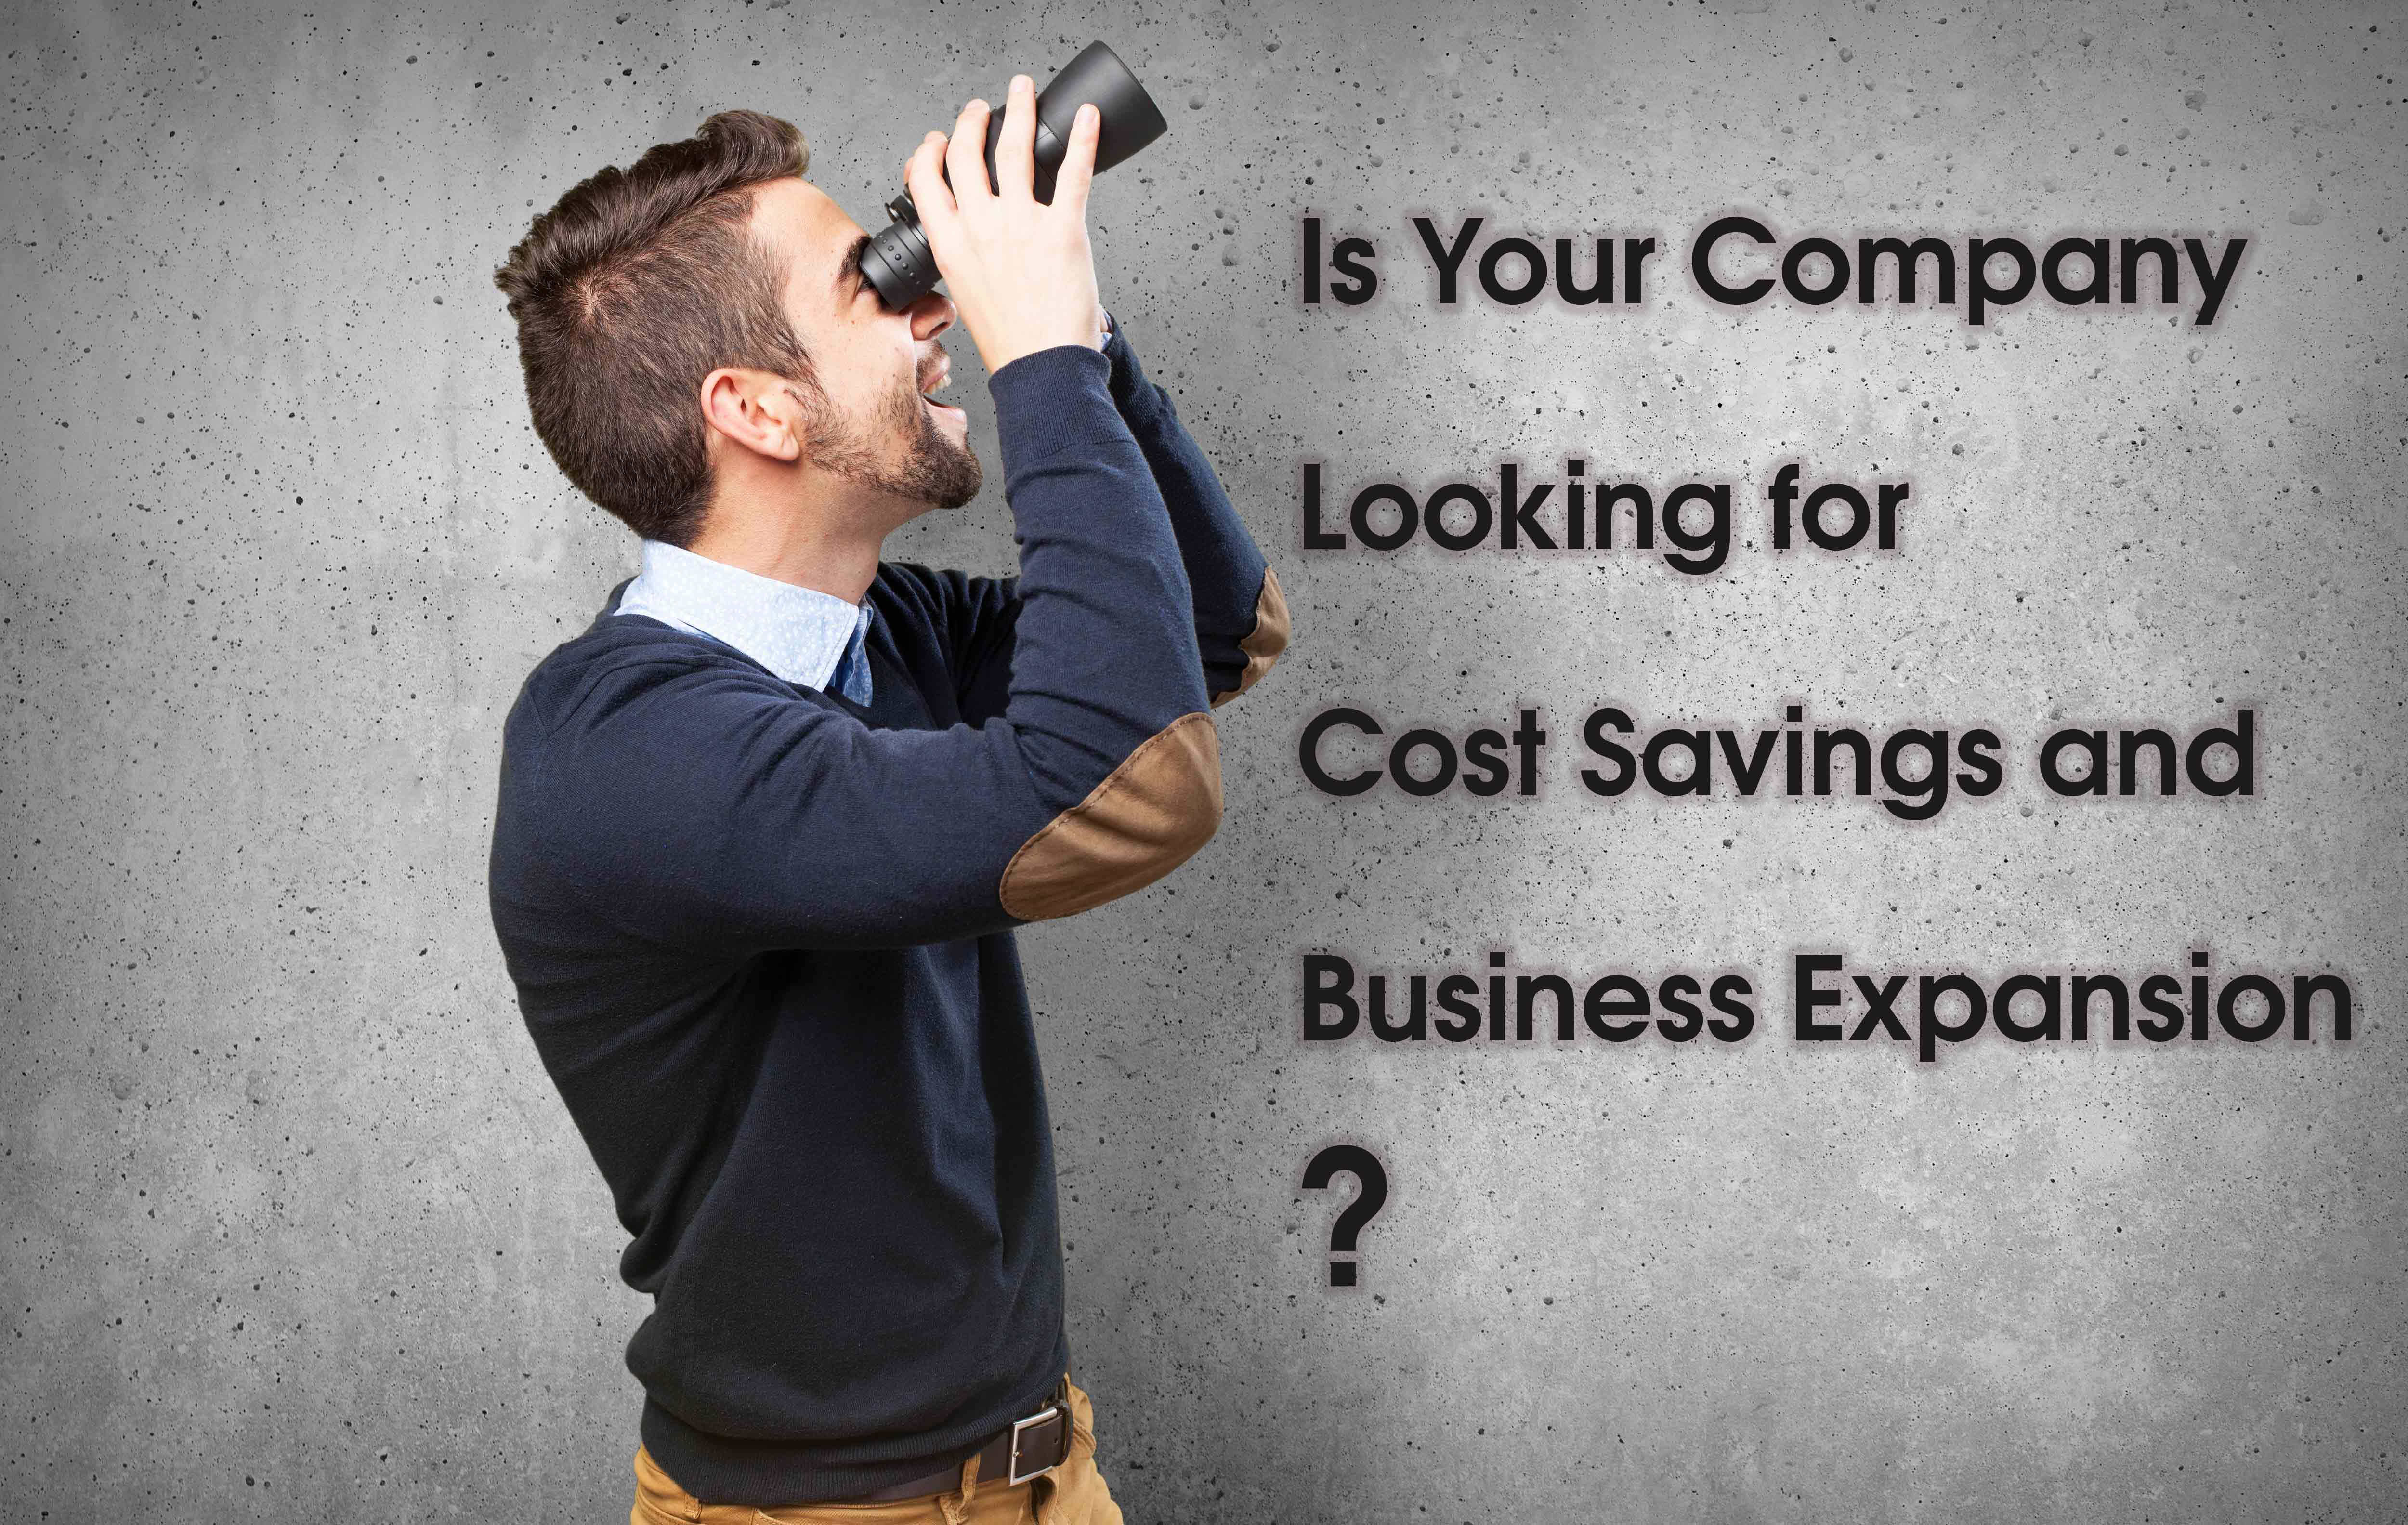 Is Your Company
Looking for
Cost Savings and
Business Expansion
?